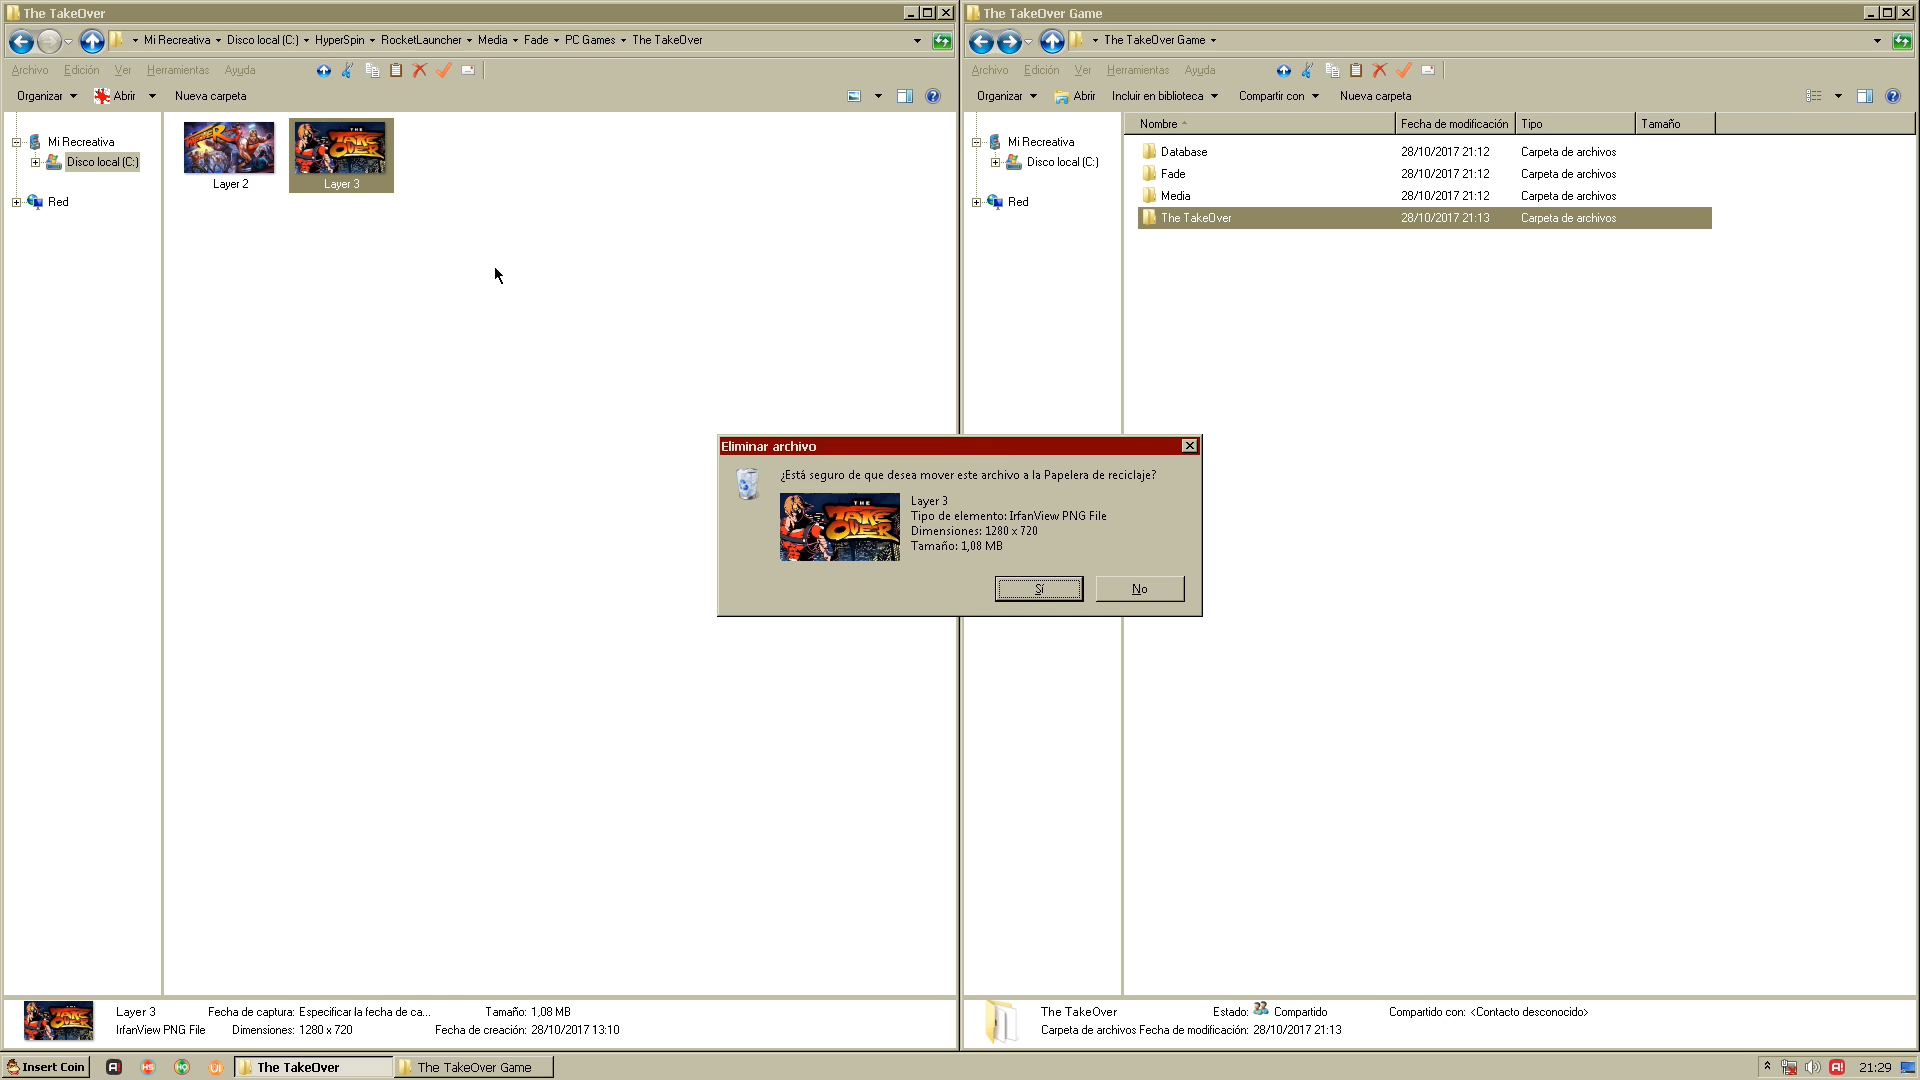 The TakeOver
Mi Recreativa Disco local (C:) HyperSpin RocketLauncher Media Fade PC Games The TakeOver
Archivo Edición Ver Herramientas Ayuda
Organizar Abrir Nueva carpeta
Mi Recreativa
Disco local (C:)
Red
Layer 2
THE TAKE OVER
Layer 3
The TakeOver Game
The TakeOver Game
Archivo Edición Ver Herramientas Ayuda
Organizar Abrir Incluir en biblioteca Compartir con Nueva carpeta
Mi Recreativa
Disco local (C:)
Red
Nombre Fecha de modificación Tipo Tamaño
Database 28/10/2017 21:12 Carpeta de archivos
Fade 28/10/2017 21:12 Carpeta de archivos
Media 28/10/2017 21:12 Carpeta de archivos
The TakeOver 28/10/2017 21:13 Carpeta de archivos
Eliminar archivo
¿Está seguro de que desea mover este archivo a la Papelera de reciclaje?
THE TAKE OVER
Layer 3
Tipo de elemento: IrfanView PNG File
Dimensiones: 1280 x 720
Tamaño: 1,08 MB
Sí No
Layer 3 Fecha de captura: Especificar la fecha de ca... Tamaño: 1,08 MB
IrfanView PNG File Dimensiones: 1280 x 720 Fecha de creación: 28/10/2017 13:10
The TakeOver Estado: Compartido Compartido con: <Contacto desconocido>
Carpeta de archivos Fecha de modificación: 28/10/2017 21:13
Insert Coin A! HS HQ UI The TakeOver The TakeOver Game A! 21:29